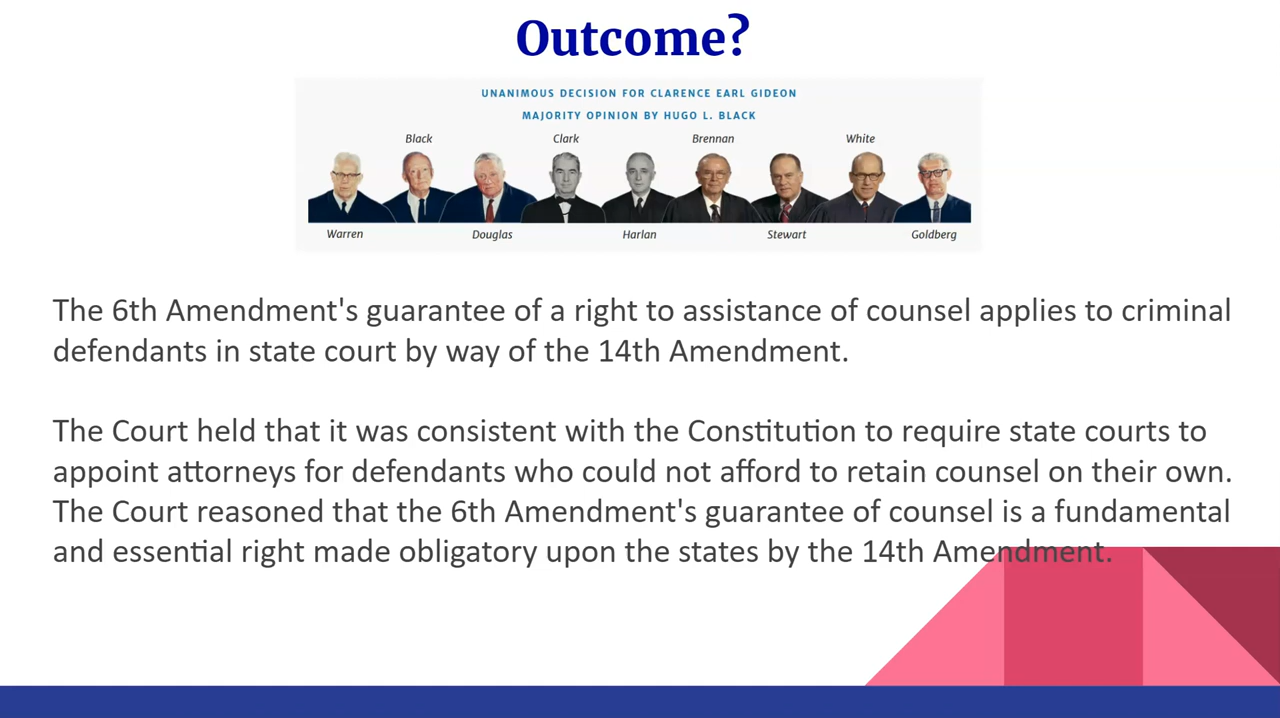 Outcome?
UNANIMOUS DECISION FOR CLARENCE EARL GIDEON
MAJORITY OPINION BY HUGO L. BLACK
Black Clark Brennan White
Warren Douglas Harlan Stewart Goldberg
The 6th Amendment's guarantee of a right to assistance of counsel applies to criminal
defendants in state court by way of the 14th Amendment.
The Court held that it was consistent with the Constitution to require state courts to
appoint attorneys for defendants who could not afford to retain counsel on their own.
The Court reasoned that the 6th Amendment's guarantee of counsel is a fundamental
and essential right made obligatory upon the states by the 14th Amendment.